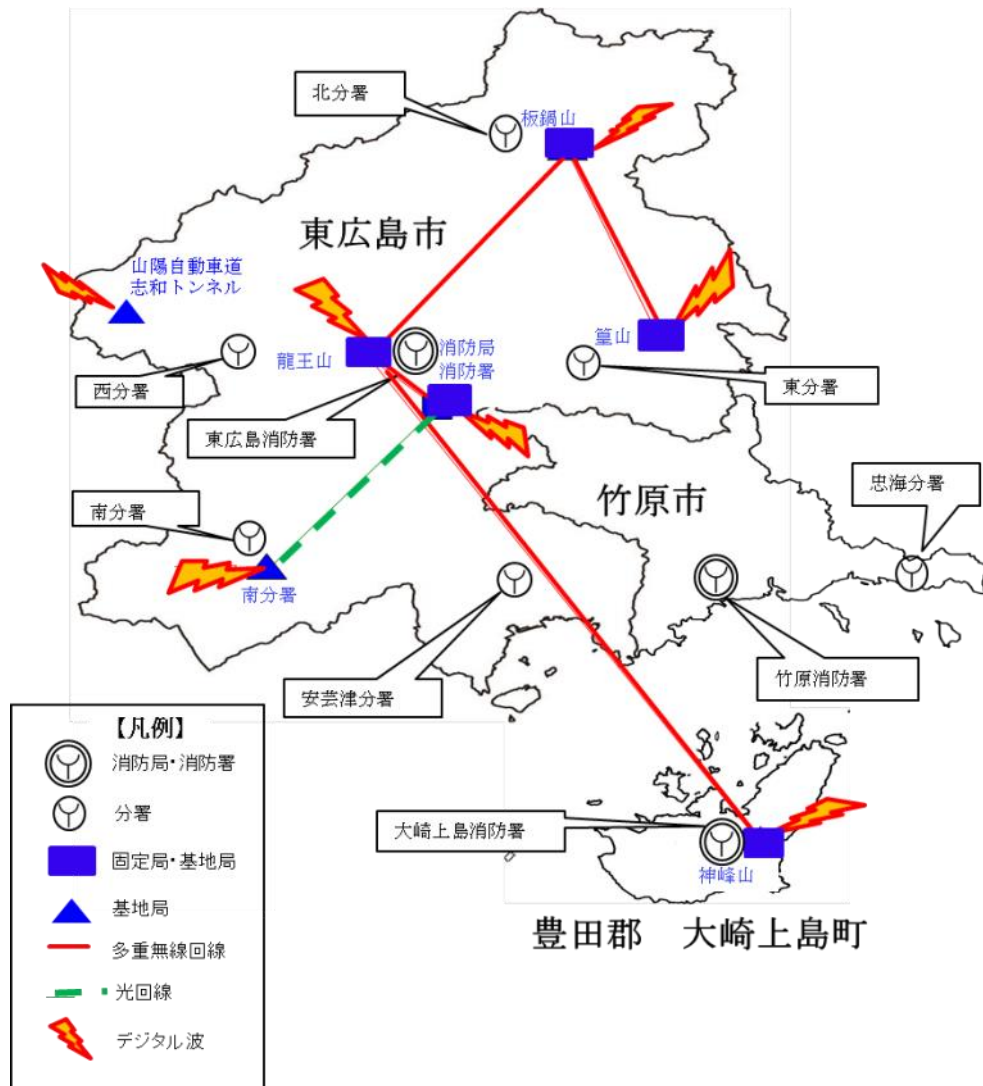 北分署
板鍋山
東広島市
山陽自動車道
志和トンネル
龍王山
消防局
消防署
篁山
西分署
東分署
東広島消防署
竹原市
忠海分署
南分署
南分署
安芸津分署
竹原消防署
【凡例】
消防局・消防署
分署
固定局・基地局
基地局
多重無線回線
光回線
デジタル波
大崎上島消防署
神峰山
豊田郡　大崎上島町